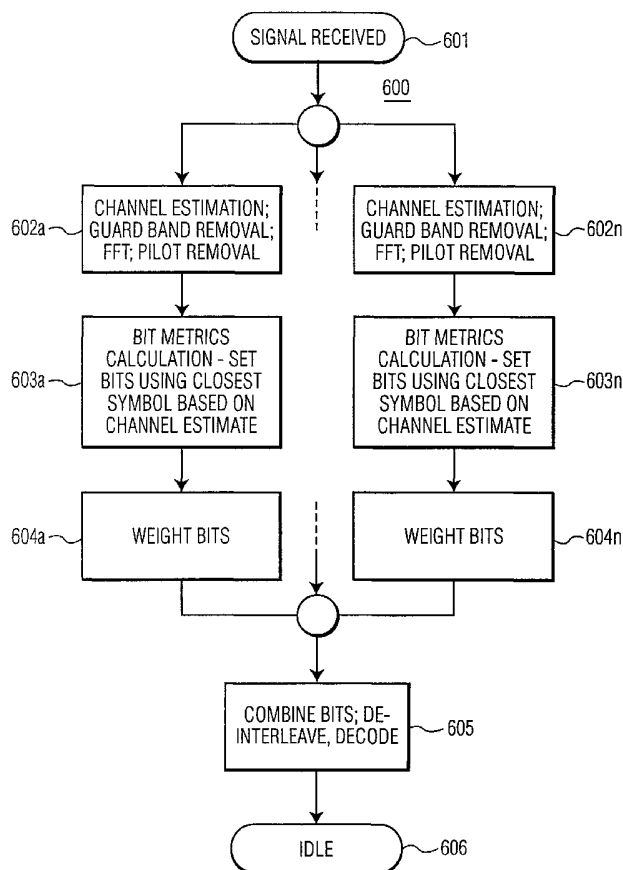 SIGNAL RECEIVED
601
600
602a
CHANNEL ESTIMATION;
GUARD BAND REMOVAL;
FFT; PILOT REMOVAL
CHANNEL ESTIMATION;
GUARD BAND REMOVAL;
FFT; PILOT REMOVAL
602n
603a
BIT METRICS
CALCULATION - SET
BITS USING CLOSEST
SYMBOL BASED ON
CHANNEL ESTIMATE
BIT METRICS
CALCULATION - SET
BITS USING CLOSEST
SYMBOL BASED ON
CHANNEL ESTIMATE
603n
604a
WEIGHT BITS
WEIGHT BITS
604n
COMBINE BITS; DE-
INTERLEAVE, DECODE
605
IDLE
606